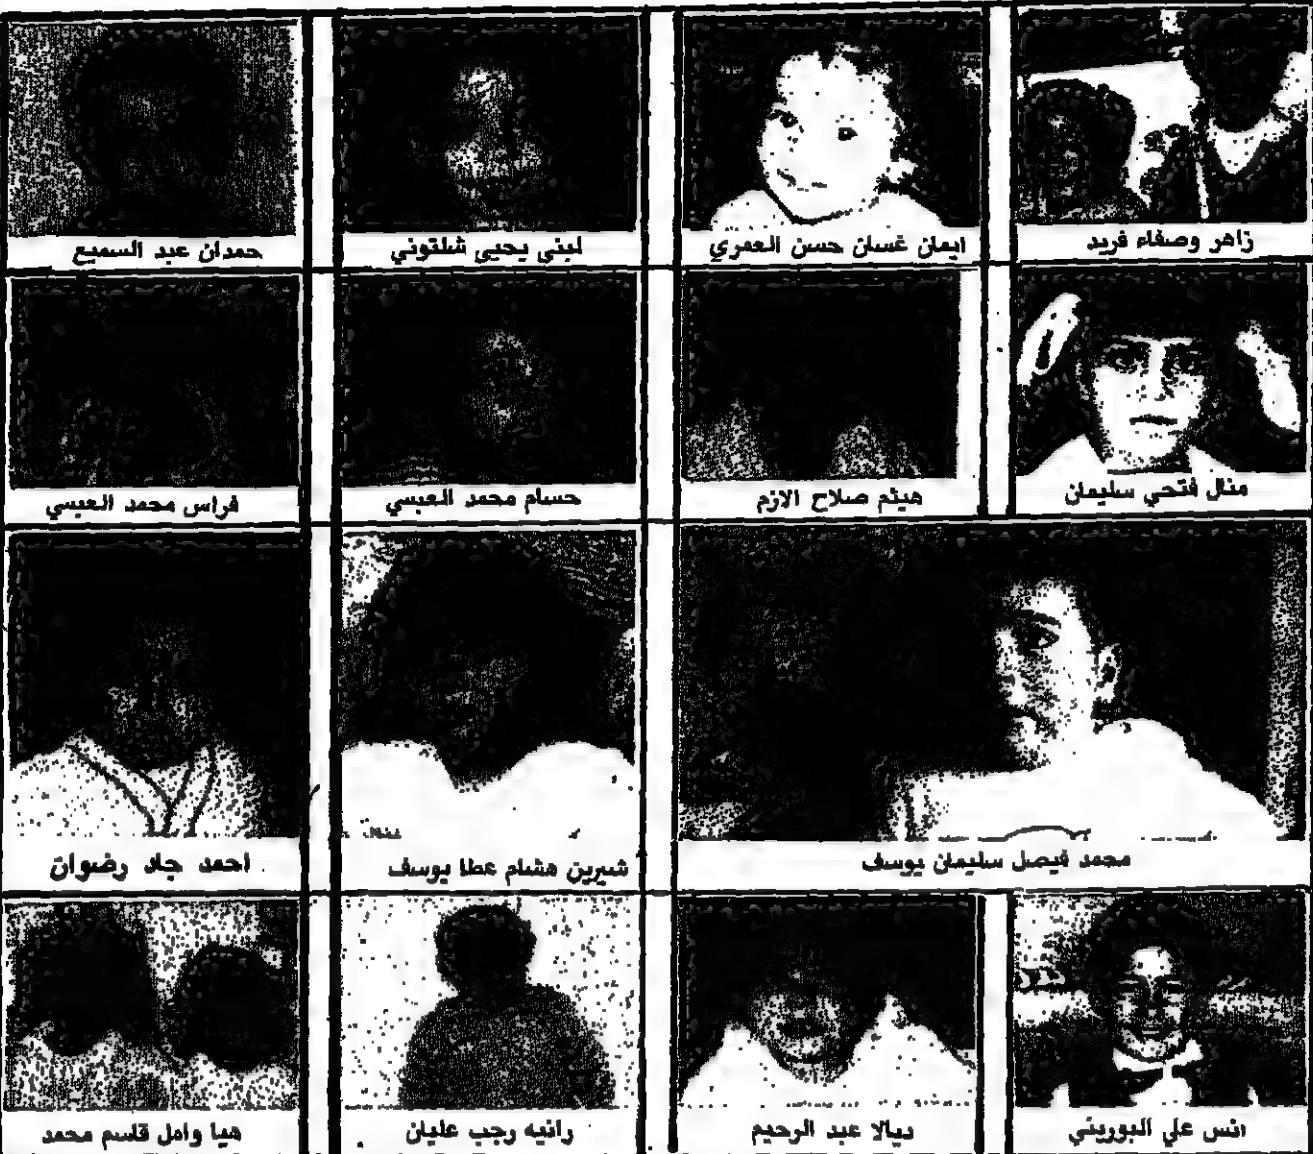 زاهر وصفاء فريد
ايمان غسان حسن العمري
لبنى يحيى شلتوني
حمدان عبد السميع
منال فتحي سليمان
هيثم صلاح الازم
حسام محمد العبسي
فراس محمد العبسي
محمد فيصل سليمان يوسف
شيرين هشام عطا يوسف
احمد جاد رضوان
انس علي البوريني
ديالا عبد الرحيم
رانيه رجب عليان
هيا وامل قاسم محمد